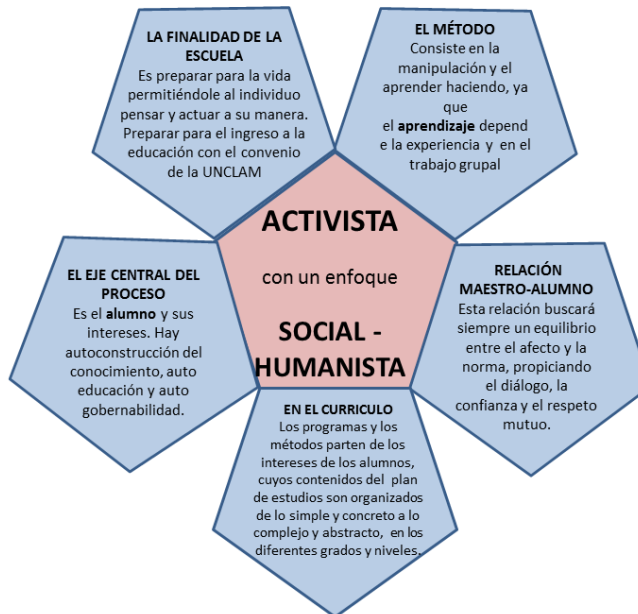 LA FINALIDAD DE LA
ESCUELA
Es preparar para la vida
permitiéndole al individuo
pensar y actuar a su manera.
Preparar para el ingreso a la
educación con el convenio
de la UNCLAM
EL MÉTODO
Consiste en la
manipulación y el
aprender haciendo, ya
que
el aprendizaje depend
e la experiencia y en el
trabajo grupal
ACTIVISTA
con un enfoque
SOCIAL -
HUMANISTA
EL EJE CENTRAL DEL
PROCESO
Es el alumno y sus
intereses. Hay
autoconstrucción del
conocimiento, auto
educación y auto
gobernabilidad.
RELACIÓN
MAESTRO-ALUMNO
Esta relación buscará
siempre un equilibrio
entre el afecto y la
norma, propiciando
el diálogo, la
confianza y el respeto
mutuo.
EN EL CURRICULO
Los programas y los
métodos parten de los
intereses de los alumnos,
cuyos contenidos del plan
de estudios son organizados
de lo simple y concreto a lo
complejo y abstracto, en los
diferentes grados y niveles.